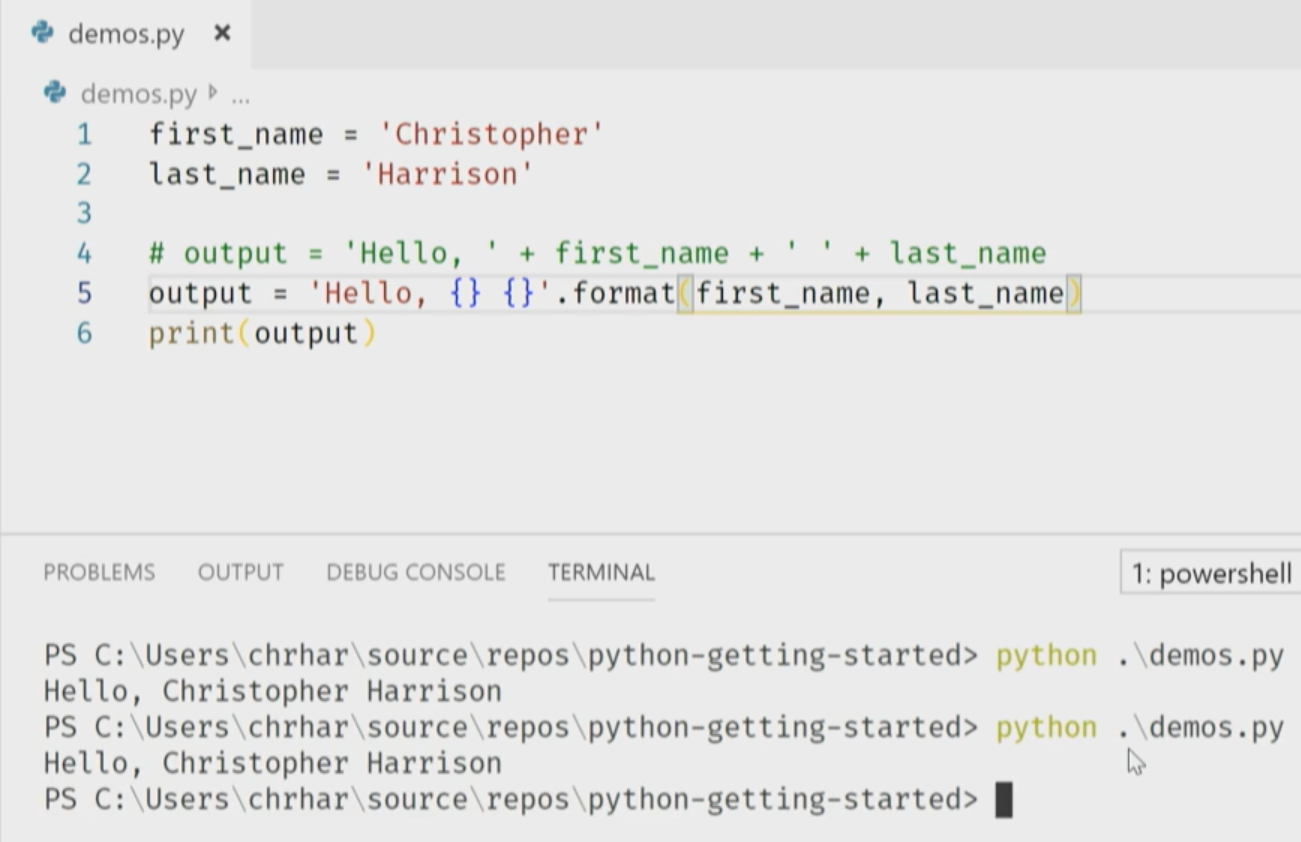 demos.py ×
demos.py ...
1 first_name = 'Christopher'
2 last_name = 'Harrison'
3
4 # output = 'Hello, ' + first_name + ' ' + last_name
5 output = 'Hello, {} {}'.format(first_name, last_name)
6 print(output)
PROBLEMS OUTPUT DEBUG CONSOLE TERMINAL 1: powershell
PS C:\Users\chrhar\source\repos\python-getting-started> python .\demos.py
Hello, Christopher Harrison
PS C:\Users\chrhar\source\repos\python-getting-started> python .\demos.py
Hello, Christopher Harrison
PS C:\Users\chrhar\source\repos\python-getting-started>